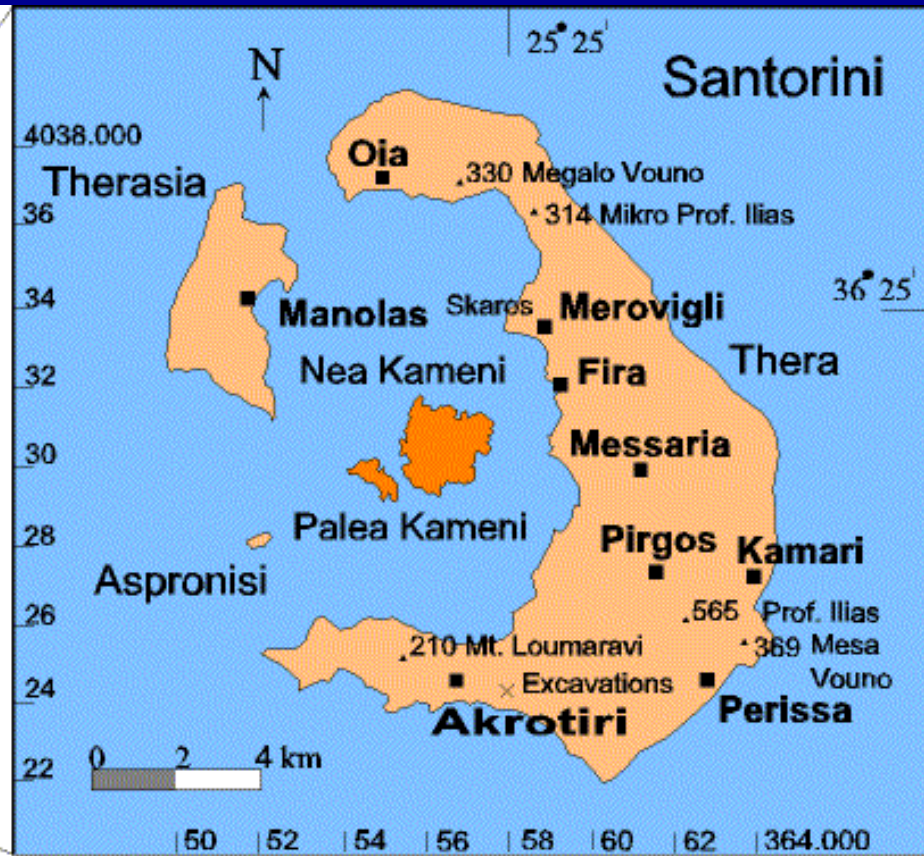 25° 25'
Santorini
N
4038.000
Oia
Therasia
330 Megalo Vouno
36
314 Mikro Prof. Ilias
36° 25'
34
Manolas
Skaros
Merovigli
Thera
32
Nea Kameni
Fira
30
Messaria
Palea Kameni
28
Pirgos
Kamari
Aspronisi
26
565 Prof. Ilias
210 Mt. Loumaravi
369 Mesa
Vouno
24
Excavations
Perissa
Akrotiri
0 2 4 km
22
50 52 54 56 58 60 62 364.000